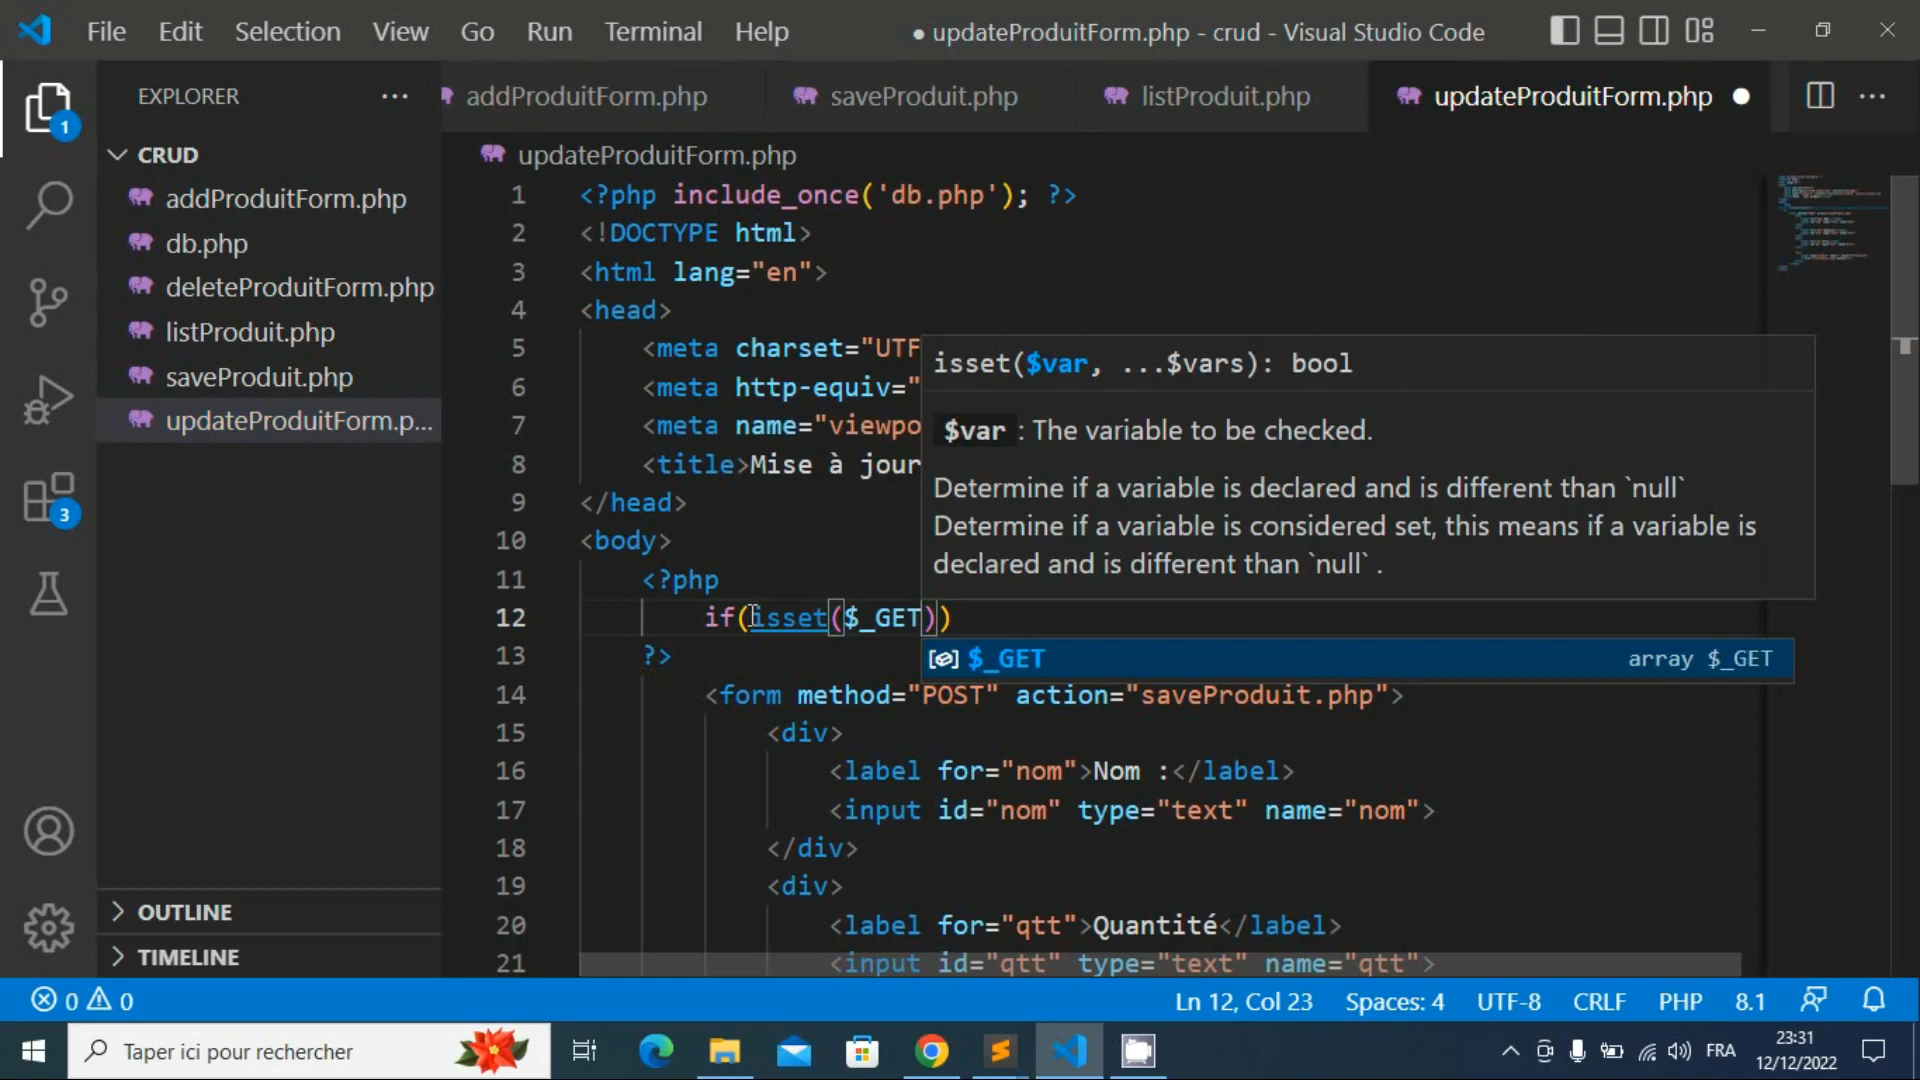 File Edit Selection View Go Run Terminal Help
● updateProduitForm.php - crud - Visual Studio Code
EXPLORER
addProduitForm.php saveProduit.php listProduit.php updateProduitForm.php
1
CRUD
addProduitForm.php
db.php
deleteProduitForm.php
listProduit.php
saveProduit.php
updateProduitForm.p...
3
OUTLINE
TIMELINE
updateProduitForm.php
1 <?php include_once('db.php'); ?>
2 <!DOCTYPE html>
3 <html lang="en">
4 <head>
5 <meta charset="UTF
6 <meta http-equiv="
7 <meta name="viewpo
8 <title>Mise à jour
9 </head>
10 <body>
11 <?php
12 if(isset($_GET))
13 ?>
14 <form method="POST" action="saveProduit.php">
15 <div>
16 <label for="nom">Nom :</label>
17 <input id="nom" type="text" name="nom">
18 </div>
19 <div>
20 <label for="qtt">Quantité</label>
21 <input id="qtt" type="text" name="qtt">
isset($var, ...$vars): bool
$var : The variable to be checked.
Determine if a variable is declared and is different than `null`
Determine if a variable is considered set, this means if a variable is
declared and is different than `null` .
$_GET array $_GET
0 0
Ln 12, Col 23 Spaces: 4 UTF-8 CRLF PHP 8.1
Taper ici pour rechercher
FRA
23:31
12/12/2022